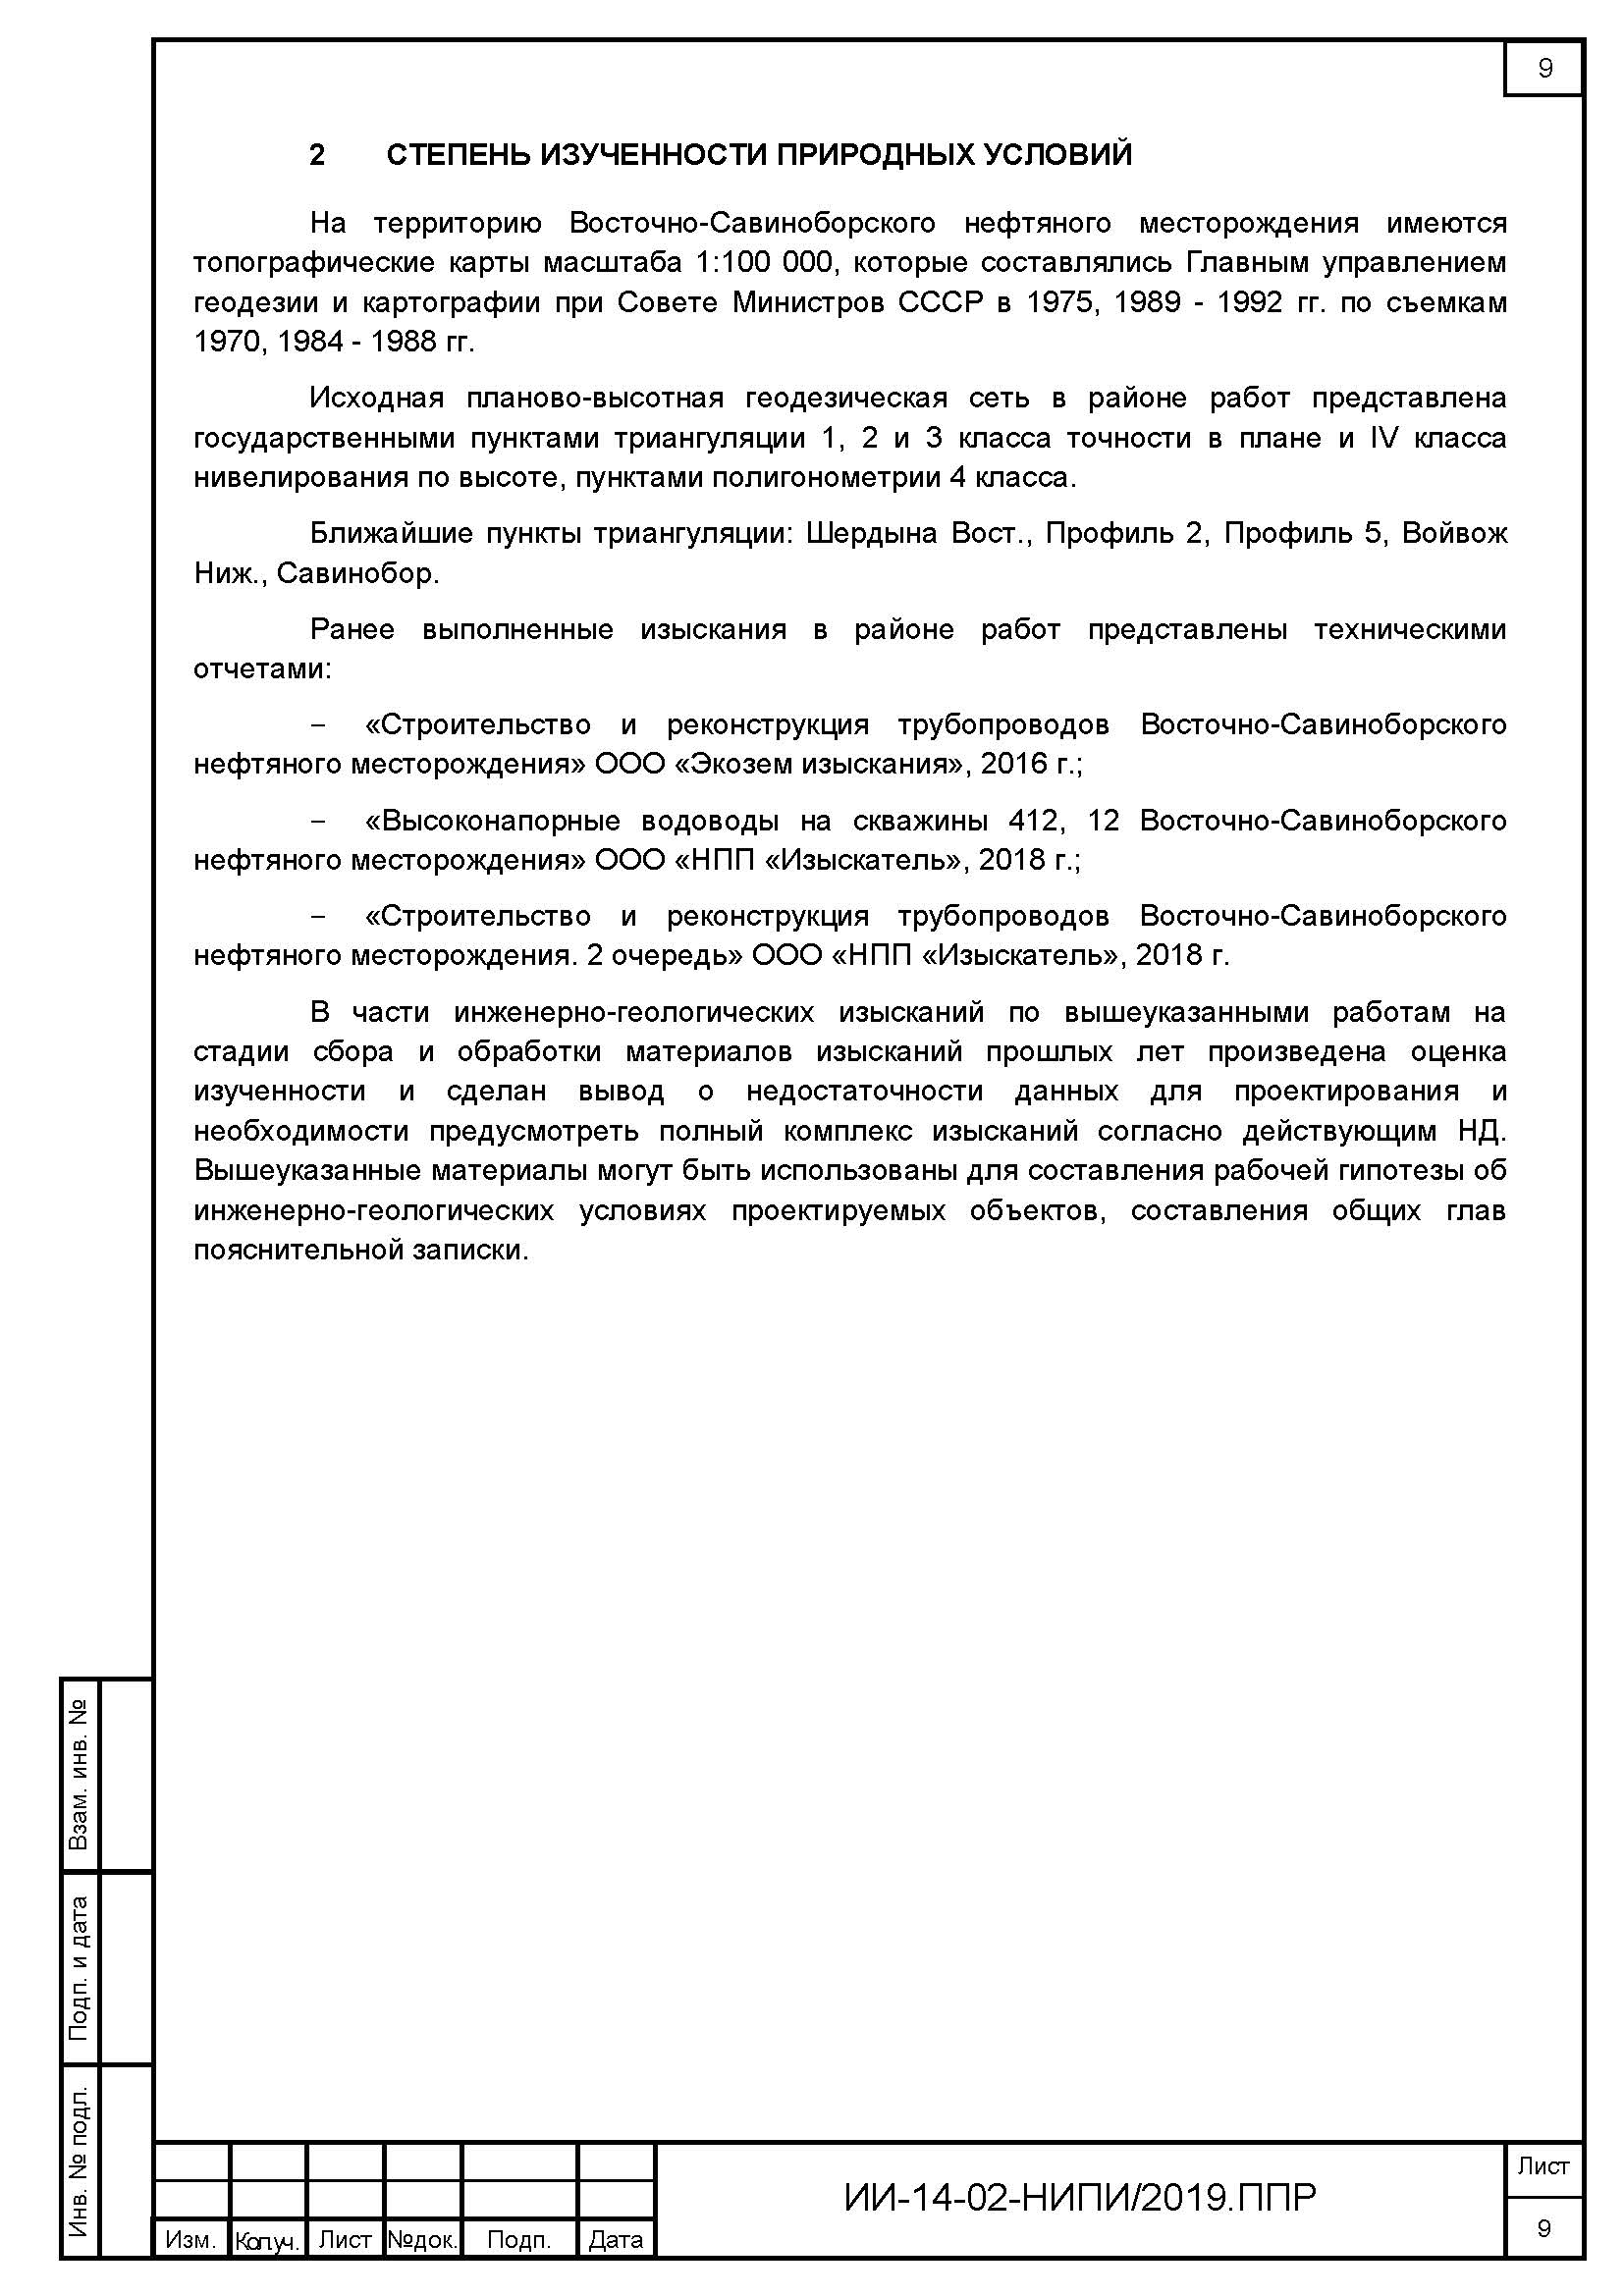 9
2 СТЕПЕНЬ ИЗУЧЕННОСТИ ПРИРОДНЫХ УСЛОВИЙ
На территорию Восточно-Савиноборского нефтяного месторождения имеются
топографические карты масштаба 1:100 000, которые составлялись Главным управлением
геодезии и картографии при Совете Министров СССР в 1975, 1989 - 1992 гг. по съемкам
1970, 1984 - 1988 гг.
Исходная планово-высотная геодезическая сеть в районе работ представлена
государственными пунктами триангуляции 1, 2 и 3 класса точности в плане и IV класса
нивелирования по высоте, пунктами полигонометрии 4 класса.
Ближайшие пункты триангуляции: Шердына Вост., Профиль 2, Профиль 5, Войвож
Ниж., Савинобор.
Ранее выполненные изыскания в районе работ представлены техническими
отчетами:
– «Строительство и реконструкция трубопроводов Восточно-Савиноборского
нефтяного месторождения» ООО «Экозем изыскания», 2016 г.;
– «Высоконапорные водоводы на скважины 412, 12 Восточно-Савиноборского
нефтяного месторождения» ООО «НПП «Изыскатель», 2018 г.;
– «Строительство и реконструкция трубопроводов Восточно-Савиноборского
нефтяного месторождения. 2 очередь» ООО «НПП «Изыскатель», 2018 г.
В части инженерно-геологических изысканий по вышеуказанными работам на
стадии сбора и обработки материалов изысканий прошлых лет произведена оценка
изученности и сделан вывод о недостаточности данных для проектирования и
необходимости предусмотреть полный комплекс изысканий согласно действующим НД.
Вышеуказанные материалы могут быть использованы для составления рабочей гипотезы об
инженерно-геологических условиях проектируемых объектов, составления общих глав
пояснительной записки.
Взам. инв. №
Подп. и дата
Инв. № подл.
Изм. Кол.уч. Лист №док. Подп. Дата
ИИ-14-02-НИПИ/2019.ППР
Лист
9